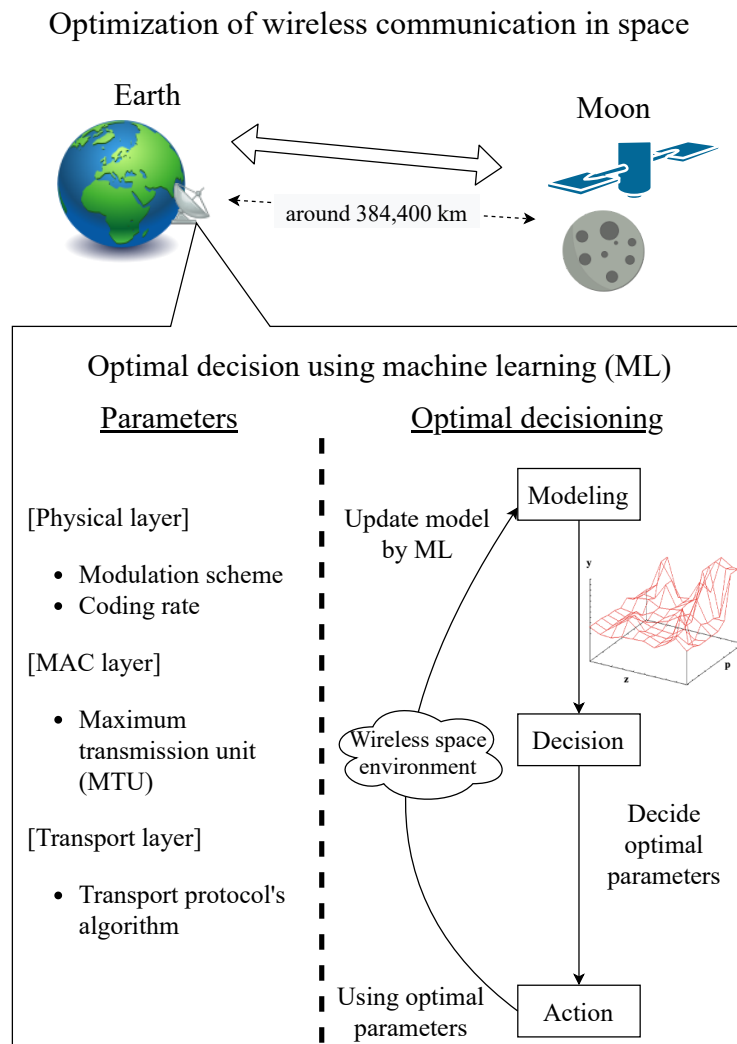 Optimization of wireless communication in space
Earth
Moon
around 384,400 km
Optimal decision using machine learning (ML)
Parameters
[Physical layer]
• Modulation scheme
• Coding rate
[MAC layer]
• Maximum
transmission unit
(MTU)
[Transport layer]
• Transport protocol's
algorithm
Optimal decisioning
Modeling
Update model
by ML
y
z
p
Wireless space
environment
Decision
Decide
optimal
parameters
Using optimal
parameters
Action